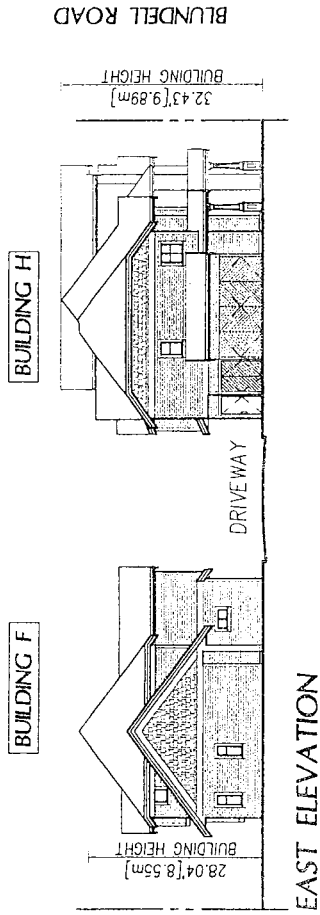 BUILDING F
BUILDING H
28.04'[8.55m]
BUILDING HEIGHT
DRIVEWAY
32.43'[9.89m]
BUILDING HEIGHT
BLUNDELL ROAD
EAST ELEVATION